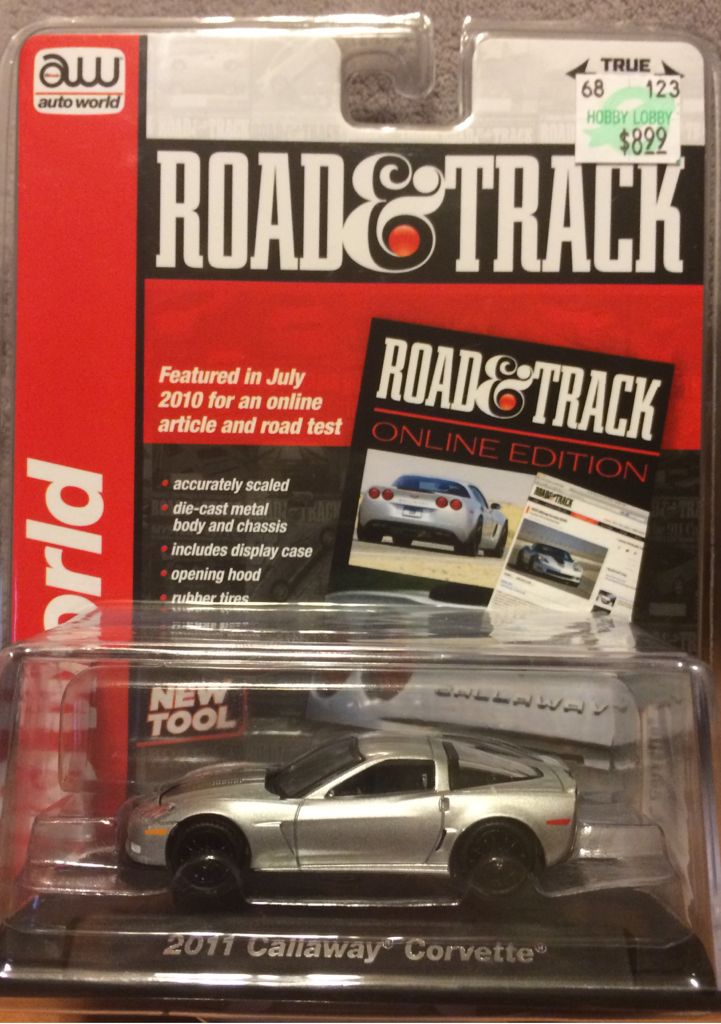 aw
auto world
TRUE
68 123
HOBBY LOBBY
$8.99
ROAD & TRACK
Featured in July
2010 for an online
article and road test
• accurately scaled
• die-cast metal
body and chassis
• includes display case
• opening hood
• rubber tires
ROAD & TRACK
ONLINE EDITION
ROAD & TRACK
orld
NEW
TOOL
CALLAWAY
2011 Callaway® Corvette®